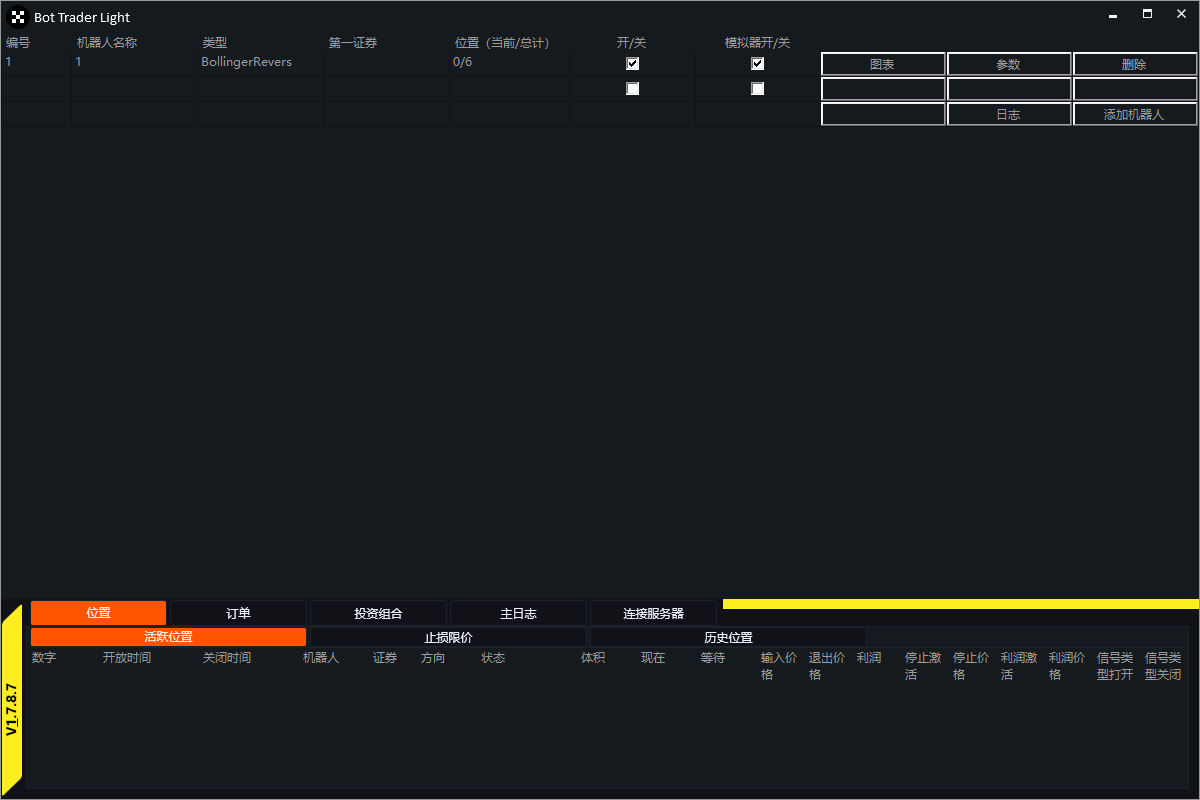 Bot Trader Light
编号 机器人名称 类型 第一证券 位置（当前/总计） 开/关 模拟器开/关
1 1 BollingerRevers 0/6 图表 参数 删除
日志 添加机器人
位置 订单 投资组合 主日志 连接服务器
活跃位置 止损限价 历史位置
数字 开放时间 关闭时间 机器人 证券 方向 状态 体积 现在 等待 输入价 退出价 利润 停止激 停止价 利润激 利润价 信号类 信号类
格 格 活 格 活 格 型打开 型关闭
V1.7.8.7